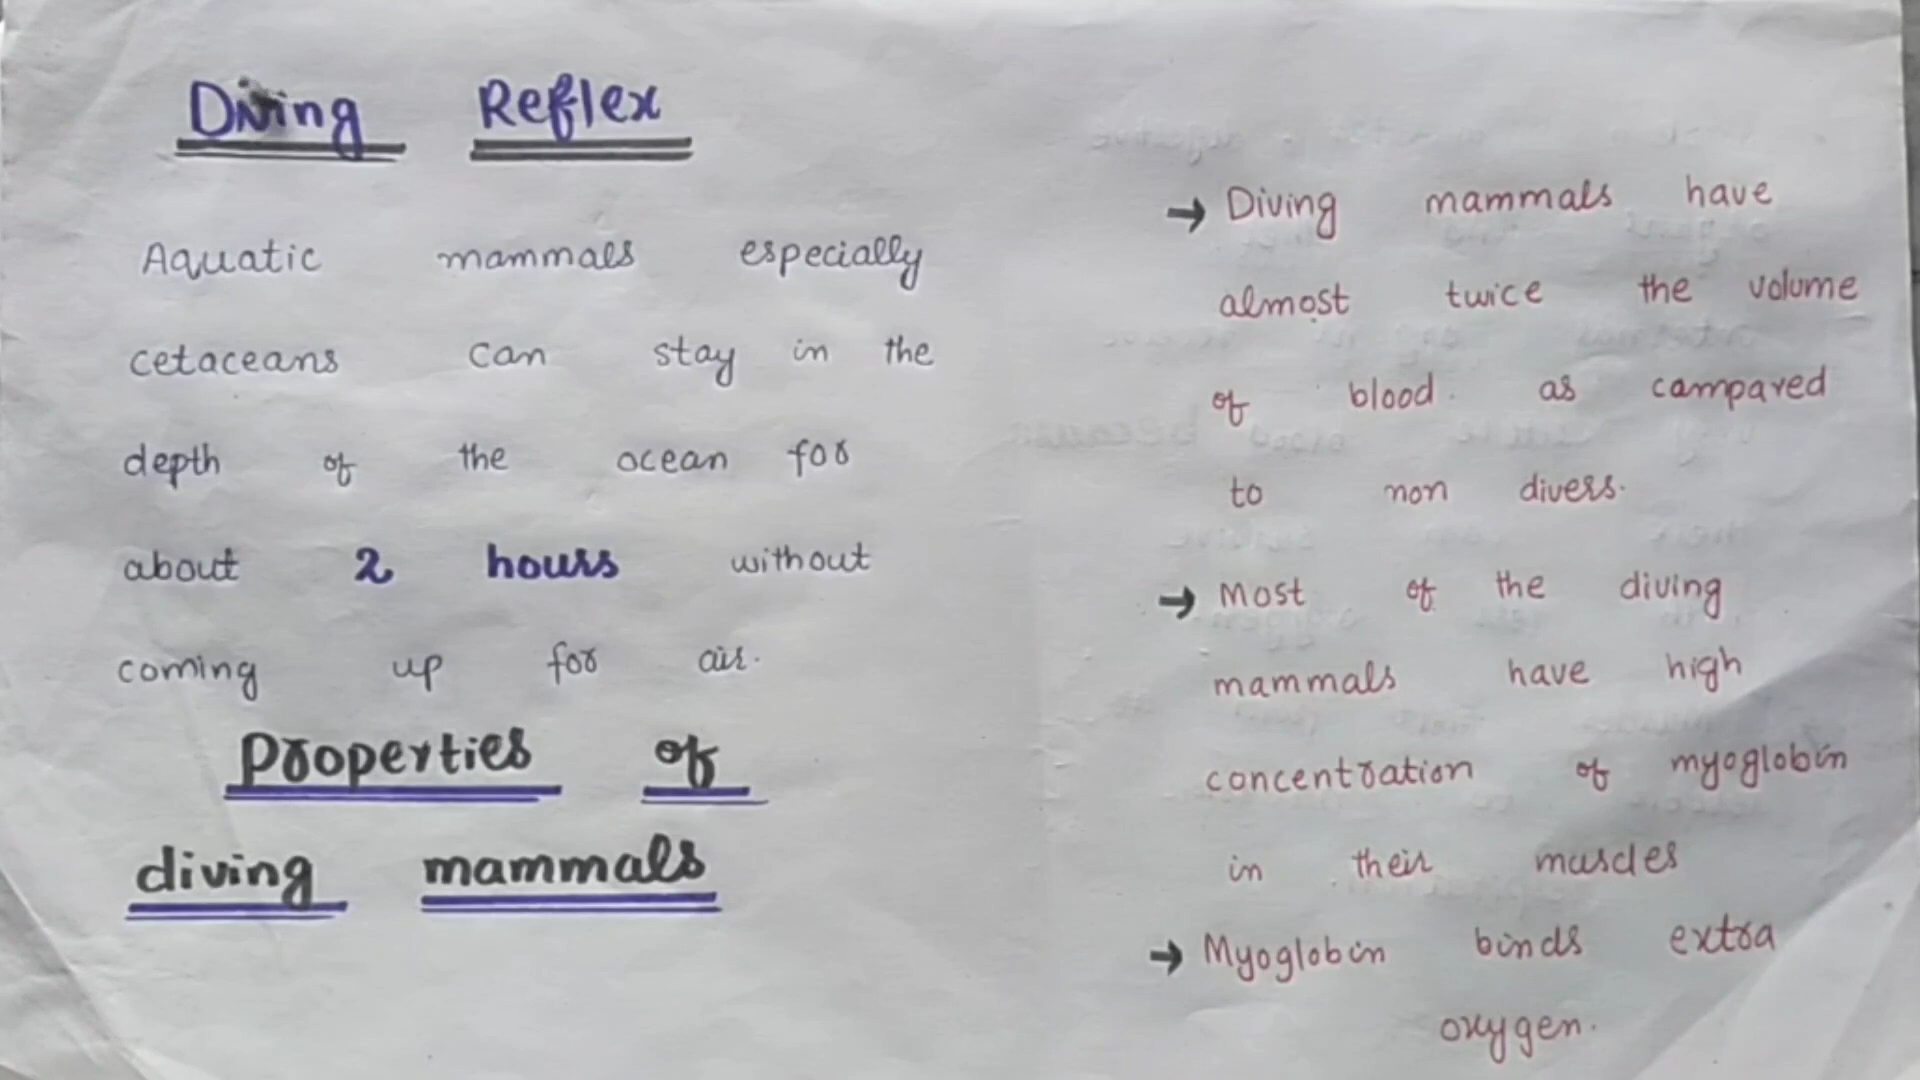 Diving Reflex
Aquatic mammals especially
cetaceans can stay in the
depth of the ocean for
about 2 hours without
coming up for air.
Properties of
diving mammals
→ Diving mammals have
almost twice the volume
of blood. as campared
to non divers.
→ Most of the diving
mammals have high
concentration of myoglobin
in their muscles
→ Myoglobin binds extra
oxygen.